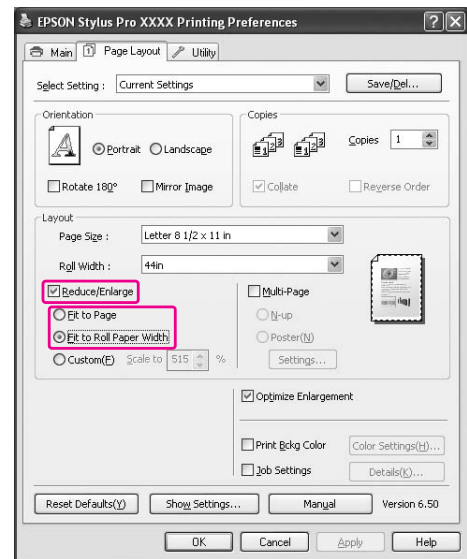 EPSON Stylus Pro XXXX Printing Preferences
Main Page Layout Utility
Select Setting : Current Settings Save/Del...
Orientation
Portrait Landscape
Rotate 180° Mirror Image
Copies
Copies 1
Collate Reverse Order
Layout
Page Size : Letter 8 1/2 x 11 in
Roll Width : 44in
Reduce/Enlarge
Fit to Page
Fit to Roll Paper Width
Custom(F) Scale to 515 %
Multi-Page
N-up
Poster(N)
Settings...
Optimize Enlargement
Print Bckg Color Color Settings(H)...
Job Settings Details(K)...
Reset Defaults(Y) Show Settings... Manual Version 6.50
OK Cancel Apply Help